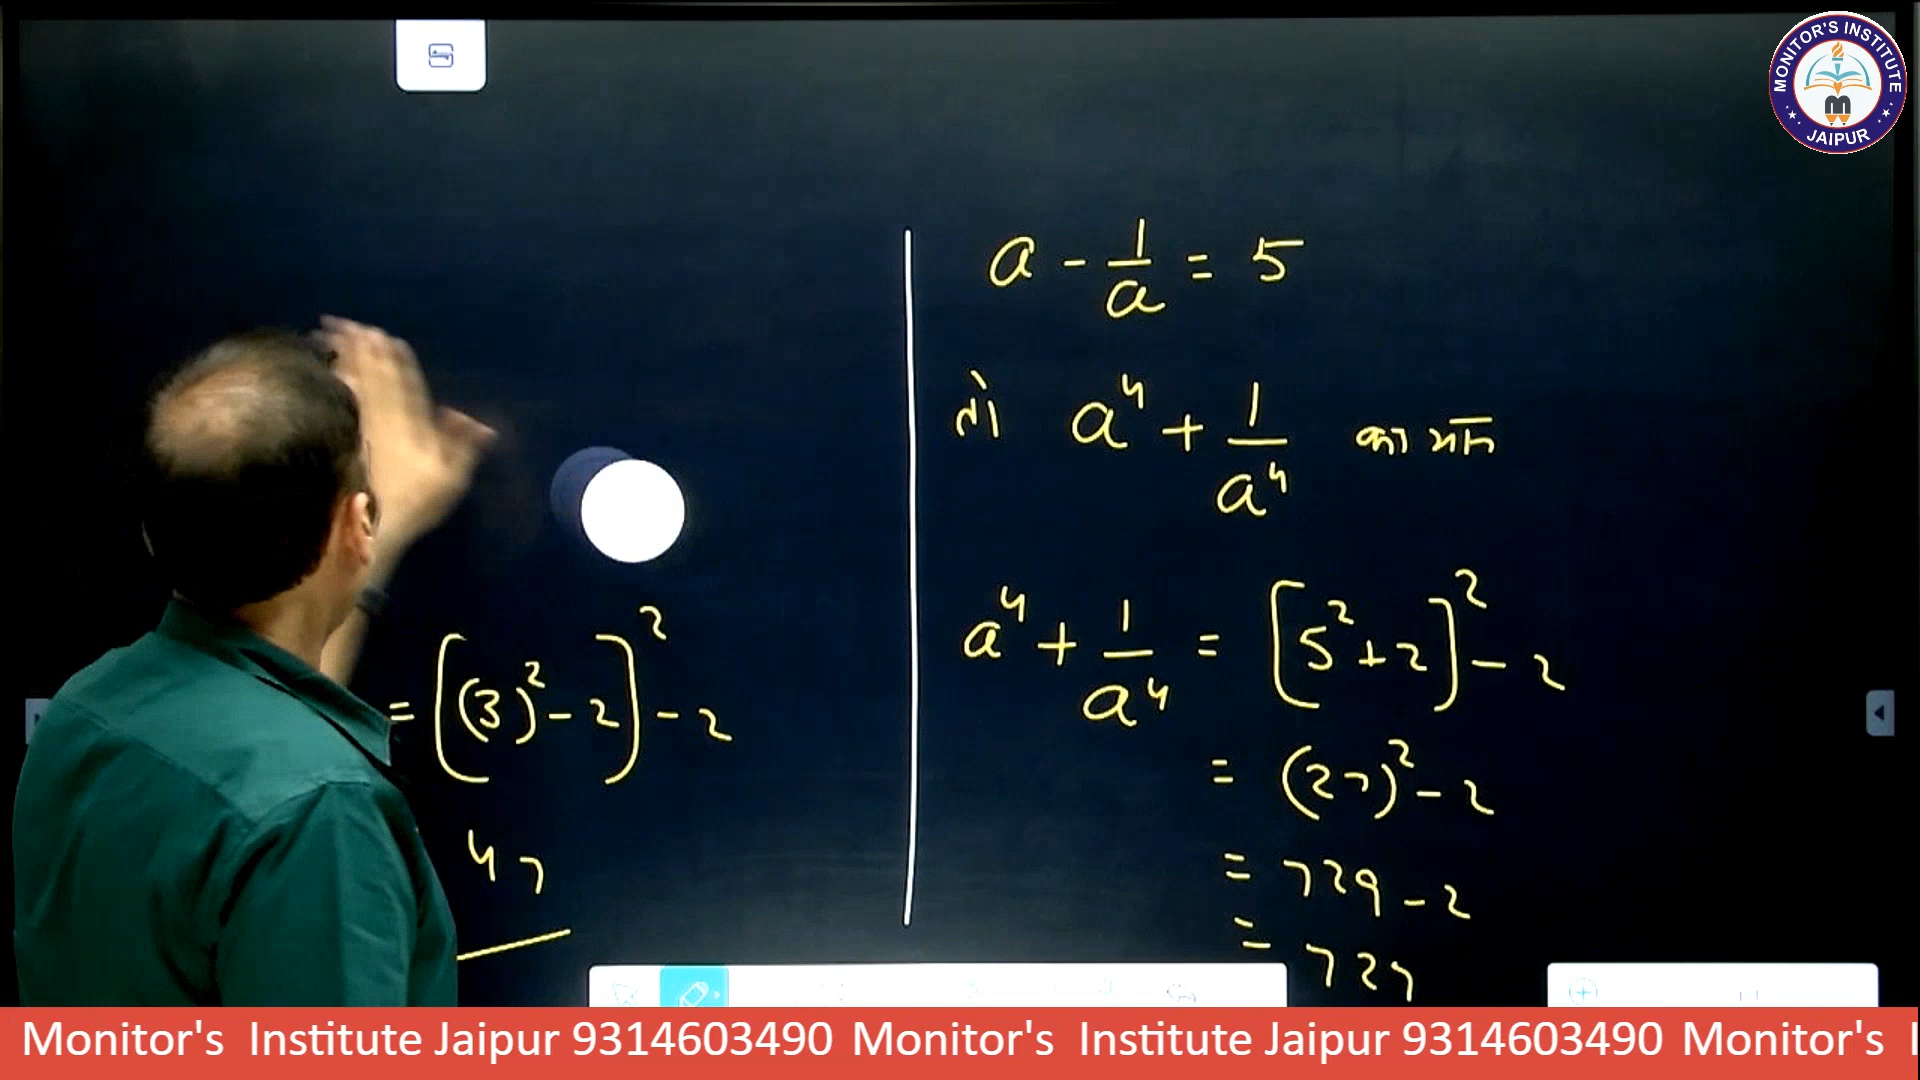 MONITOR'S INSTITUTE
JAIPUR
= [(3)² - 2]² - 2
47
a - 1/a = 5
तो a⁴ + 1/a⁴ का मान
a⁴ + 1/a⁴ = [5² + 2]² - 2
= (27)² - 2
= 729 - 2
= 727
Monitor's Institute Jaipur 9314603490 Monitor's Institute Jaipur 9314603490 Monitor's I